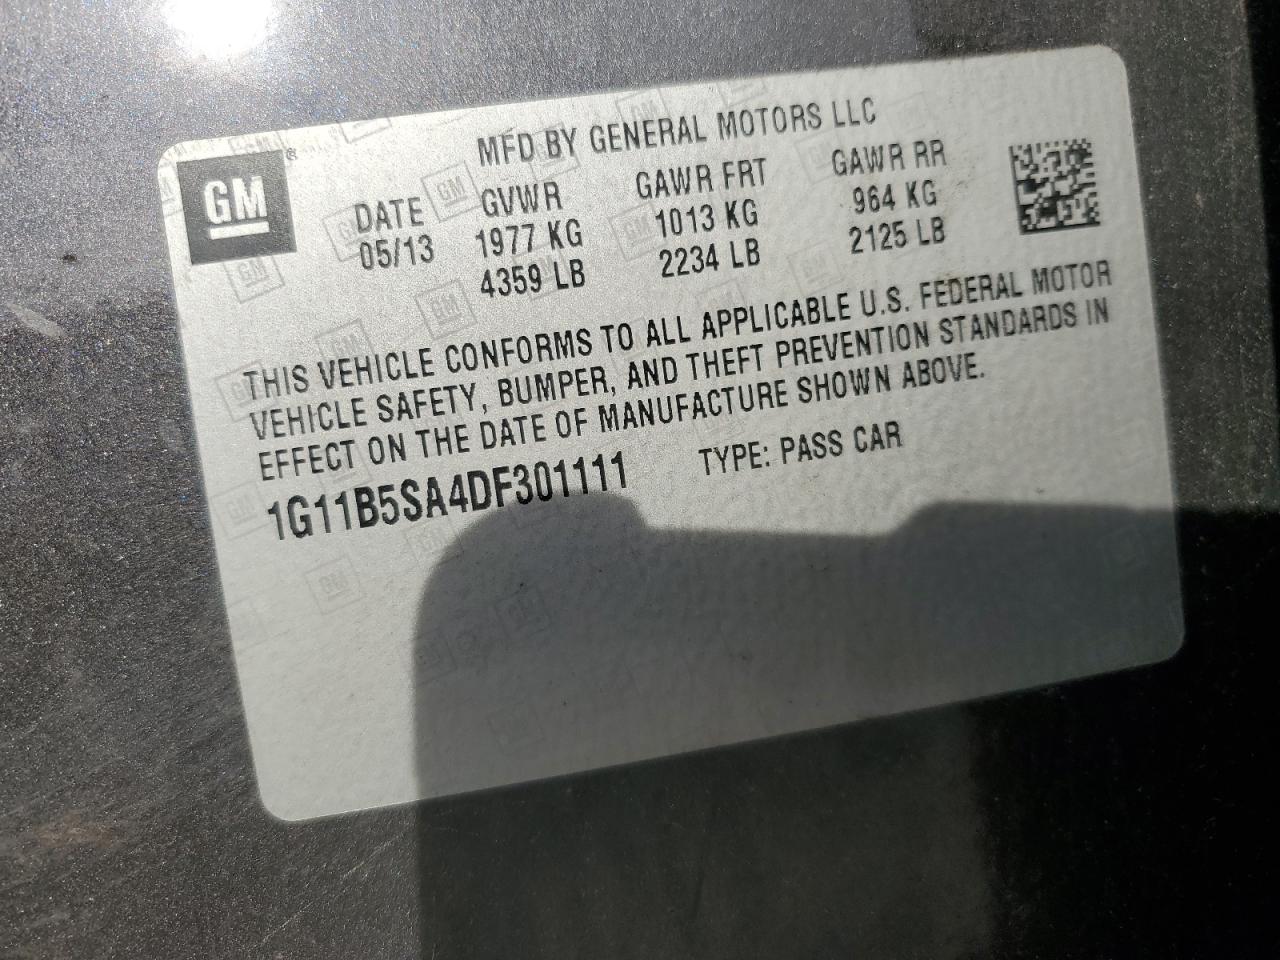 MFD BY GENERAL MOTORS LLC
GM®
DATE GVWR GAWR FRT GAWR RR
05/13 1977 KG 1013 KG 964 KG
4359 LB 2234 LB 2125 LB
THIS VEHICLE CONFORMS TO ALL APPLICABLE U.S. FEDERAL MOTOR
VEHICLE SAFETY, BUMPER, AND THEFT PREVENTION STANDARDS IN
EFFECT ON THE DATE OF MANUFACTURE SHOWN ABOVE.
1G11B5SA4DF301111 TYPE: PASS CAR